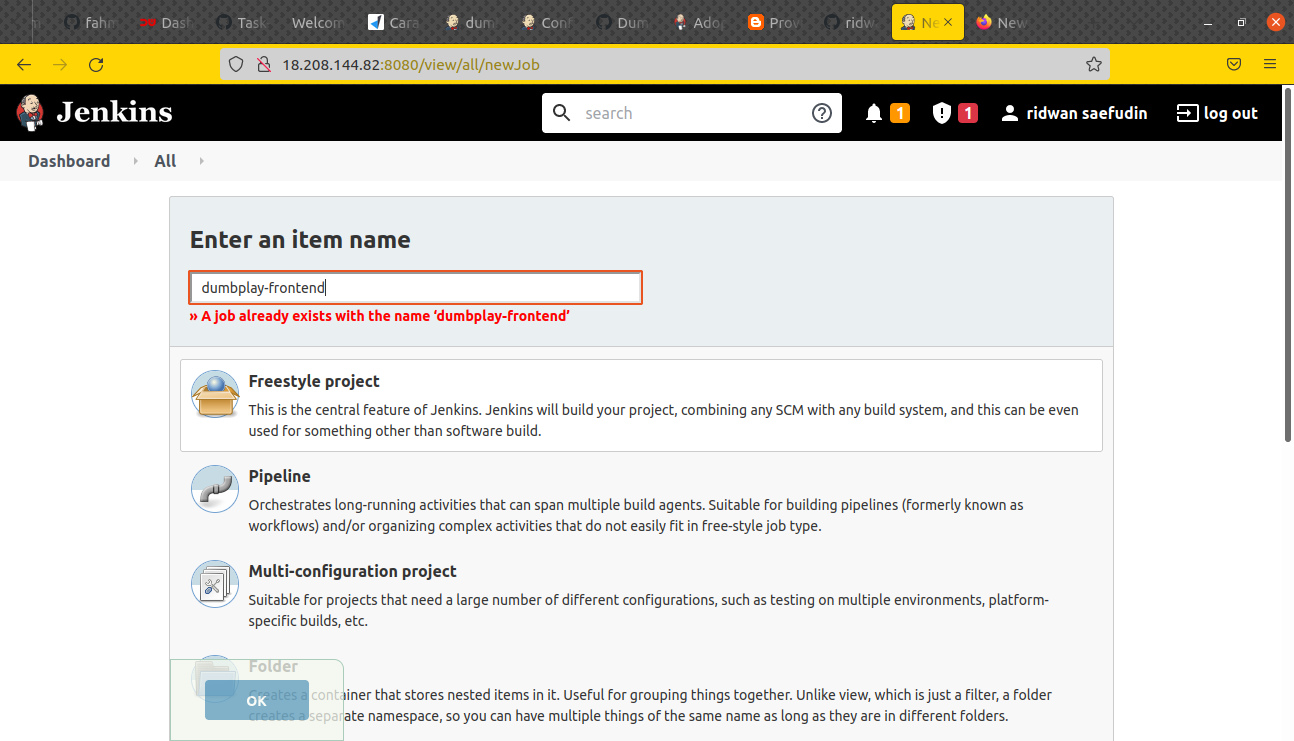 fahm Dash Task Welcom Cara dum Conf Dum Adop Prov ridw Ne New
18.208.144.82:8080/view/all/newJob
Jenkins search 1 1 ridwan saefudin log out
Dashboard All
Enter an item name
dumbplay-frontend
» A job already exists with the name ‘dumbplay-frontend’
Freestyle project
This is the central feature of Jenkins. Jenkins will build your project, combining any SCM with any build system, and this can be even
used for something other than software build.
Pipeline
Orchestrates long-running activities that can span multiple build agents. Suitable for building pipelines (formerly known as
workflows) and/or organizing complex activities that do not easily fit in free-style job type.
Multi-configuration project
Suitable for projects that need a large number of different configurations, such as testing on multiple environments, platform-
specific builds, etc.
Folder
Creates a container that stores nested items in it. Useful for grouping things together. Unlike view, which is just a filter, a folder
creates a separate namespace, so you can have multiple things of the same name as long as they are in different folders.
OK